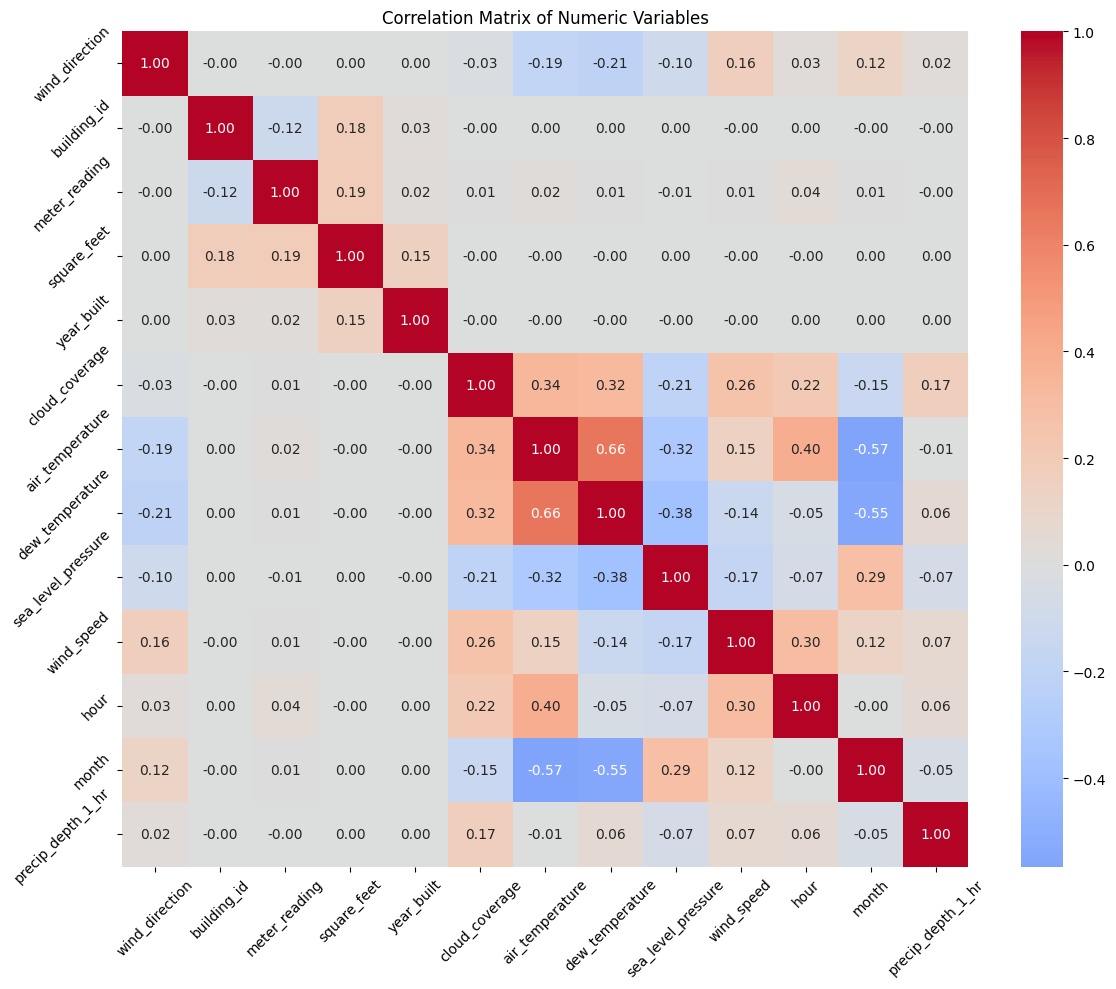 Correlation Matrix of Numeric Variables
wind_direction 1.00 -0.00 -0.00 0.00 0.00 -0.03 -0.19 -0.21 -0.10 0.16 0.03 0.12 0.02
building_id -0.00 1.00 -0.12 0.18 0.03 -0.00 0.00 0.00 0.00 -0.00 0.00 -0.00 -0.00
meter_reading -0.00 -0.12 1.00 0.19 0.02 0.01 0.02 0.01 -0.01 0.01 0.04 0.01 -0.00
square_feet 0.00 0.18 0.19 1.00 0.15 -0.00 -0.00 -0.00 0.00 -0.00 -0.00 0.00 0.00
year_built 0.00 0.03 0.02 0.15 1.00 -0.00 -0.00 -0.00 -0.00 -0.00 0.00 0.00 0.00
cloud_coverage -0.03 -0.00 0.01 -0.00 -0.00 1.00 0.34 0.32 -0.21 0.26 0.22 -0.15 0.17
air_temperature -0.19 0.00 0.02 -0.00 -0.00 0.34 1.00 0.66 -0.32 0.15 0.40 -0.57 -0.01
dew_temperature -0.21 0.00 0.01 -0.00 -0.00 0.32 0.66 1.00 -0.38 -0.14 -0.05 -0.55 0.06
sea_level_pressure -0.10 0.00 -0.01 0.00 -0.00 -0.21 -0.32 -0.38 1.00 -0.17 -0.07 0.29 -0.07
wind_speed 0.16 -0.00 0.01 -0.00 -0.00 0.26 0.15 -0.14 -0.17 1.00 0.30 0.12 0.07
hour 0.03 0.00 0.04 -0.00 0.00 0.22 0.40 -0.05 -0.07 0.30 1.00 -0.00 0.06
month 0.12 -0.00 0.01 0.00 0.00 -0.15 -0.57 -0.55 0.29 0.12 -0.00 1.00 -0.05
precip_depth_1_hr 0.02 -0.00 -0.00 0.00 0.00 0.17 -0.01 0.06 -0.07 0.07 0.06 -0.05 1.00
wind_direction building_id meter_reading square_feet year_built cloud_coverage air_temperature dew_temperature sea_level_pressure wind_speed hour month precip_depth_1_hr
1.0
0.8
0.6
0.4
0.2
0.0
−0.2
−0.4